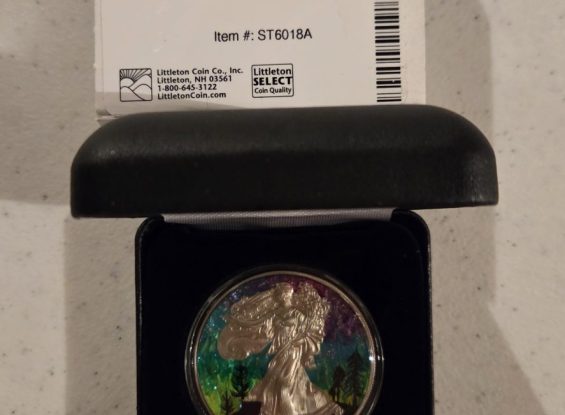 Item #: ST6018A
Littleton Coin Co., Inc.
Littleton, NH 03561
1-800-645-3122
LittletonCoin.com
Littleton
SELECT
Coin Quality